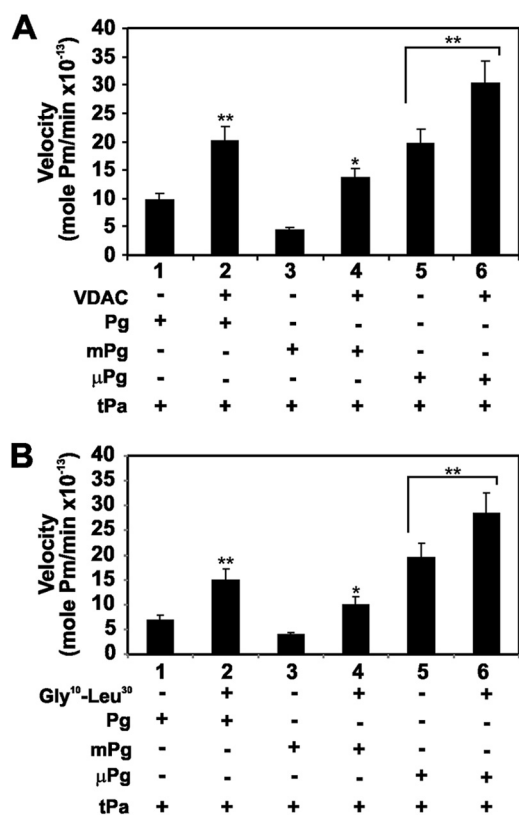 A
Velocity
(mole Pm/min x10⁻¹³)
40
35
30
25
20
15
10
5
0
** * **
1 2 3 4 5 6
VDAC - + - + - +
Pg + + - - - -
mPg - - + + - -
µPg - - - - + +
tPa + + + + + +
B
Velocity
(mole Pm/min x10⁻¹³)
40
35
30
25
20
15
10
5
0
** * **
1 2 3 4 5 6
Gly¹⁰-Leu³⁰ - + - + - +
Pg + + - - - -
mPg - - + + - -
µPg - - - - + +
tPa + + + + + +